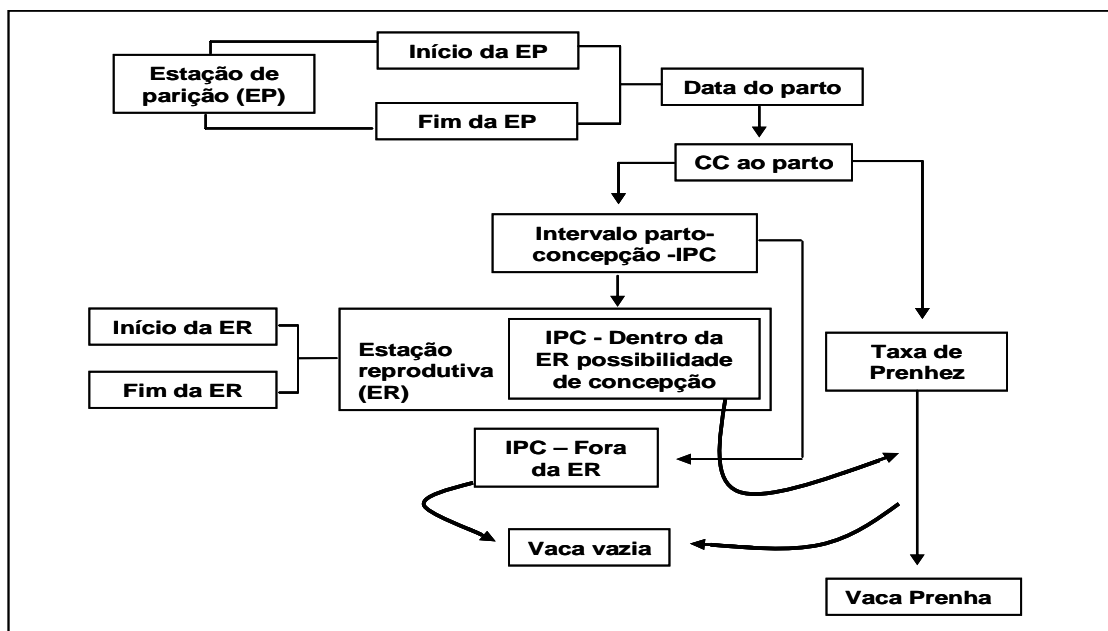 Início da EP
Estação de
parição (EP)
Data do parto
Fim da EP
CC ao parto
Intervalo parto-
concepção -IPC
Início da ER
Fim da ER
Estação
reprodutiva
(ER)
IPC - Dentro da
ER possibilidade
de concepção
Taxa de
Prenhez
IPC – Fora
da ER
Vaca vazia
Vaca Prenha